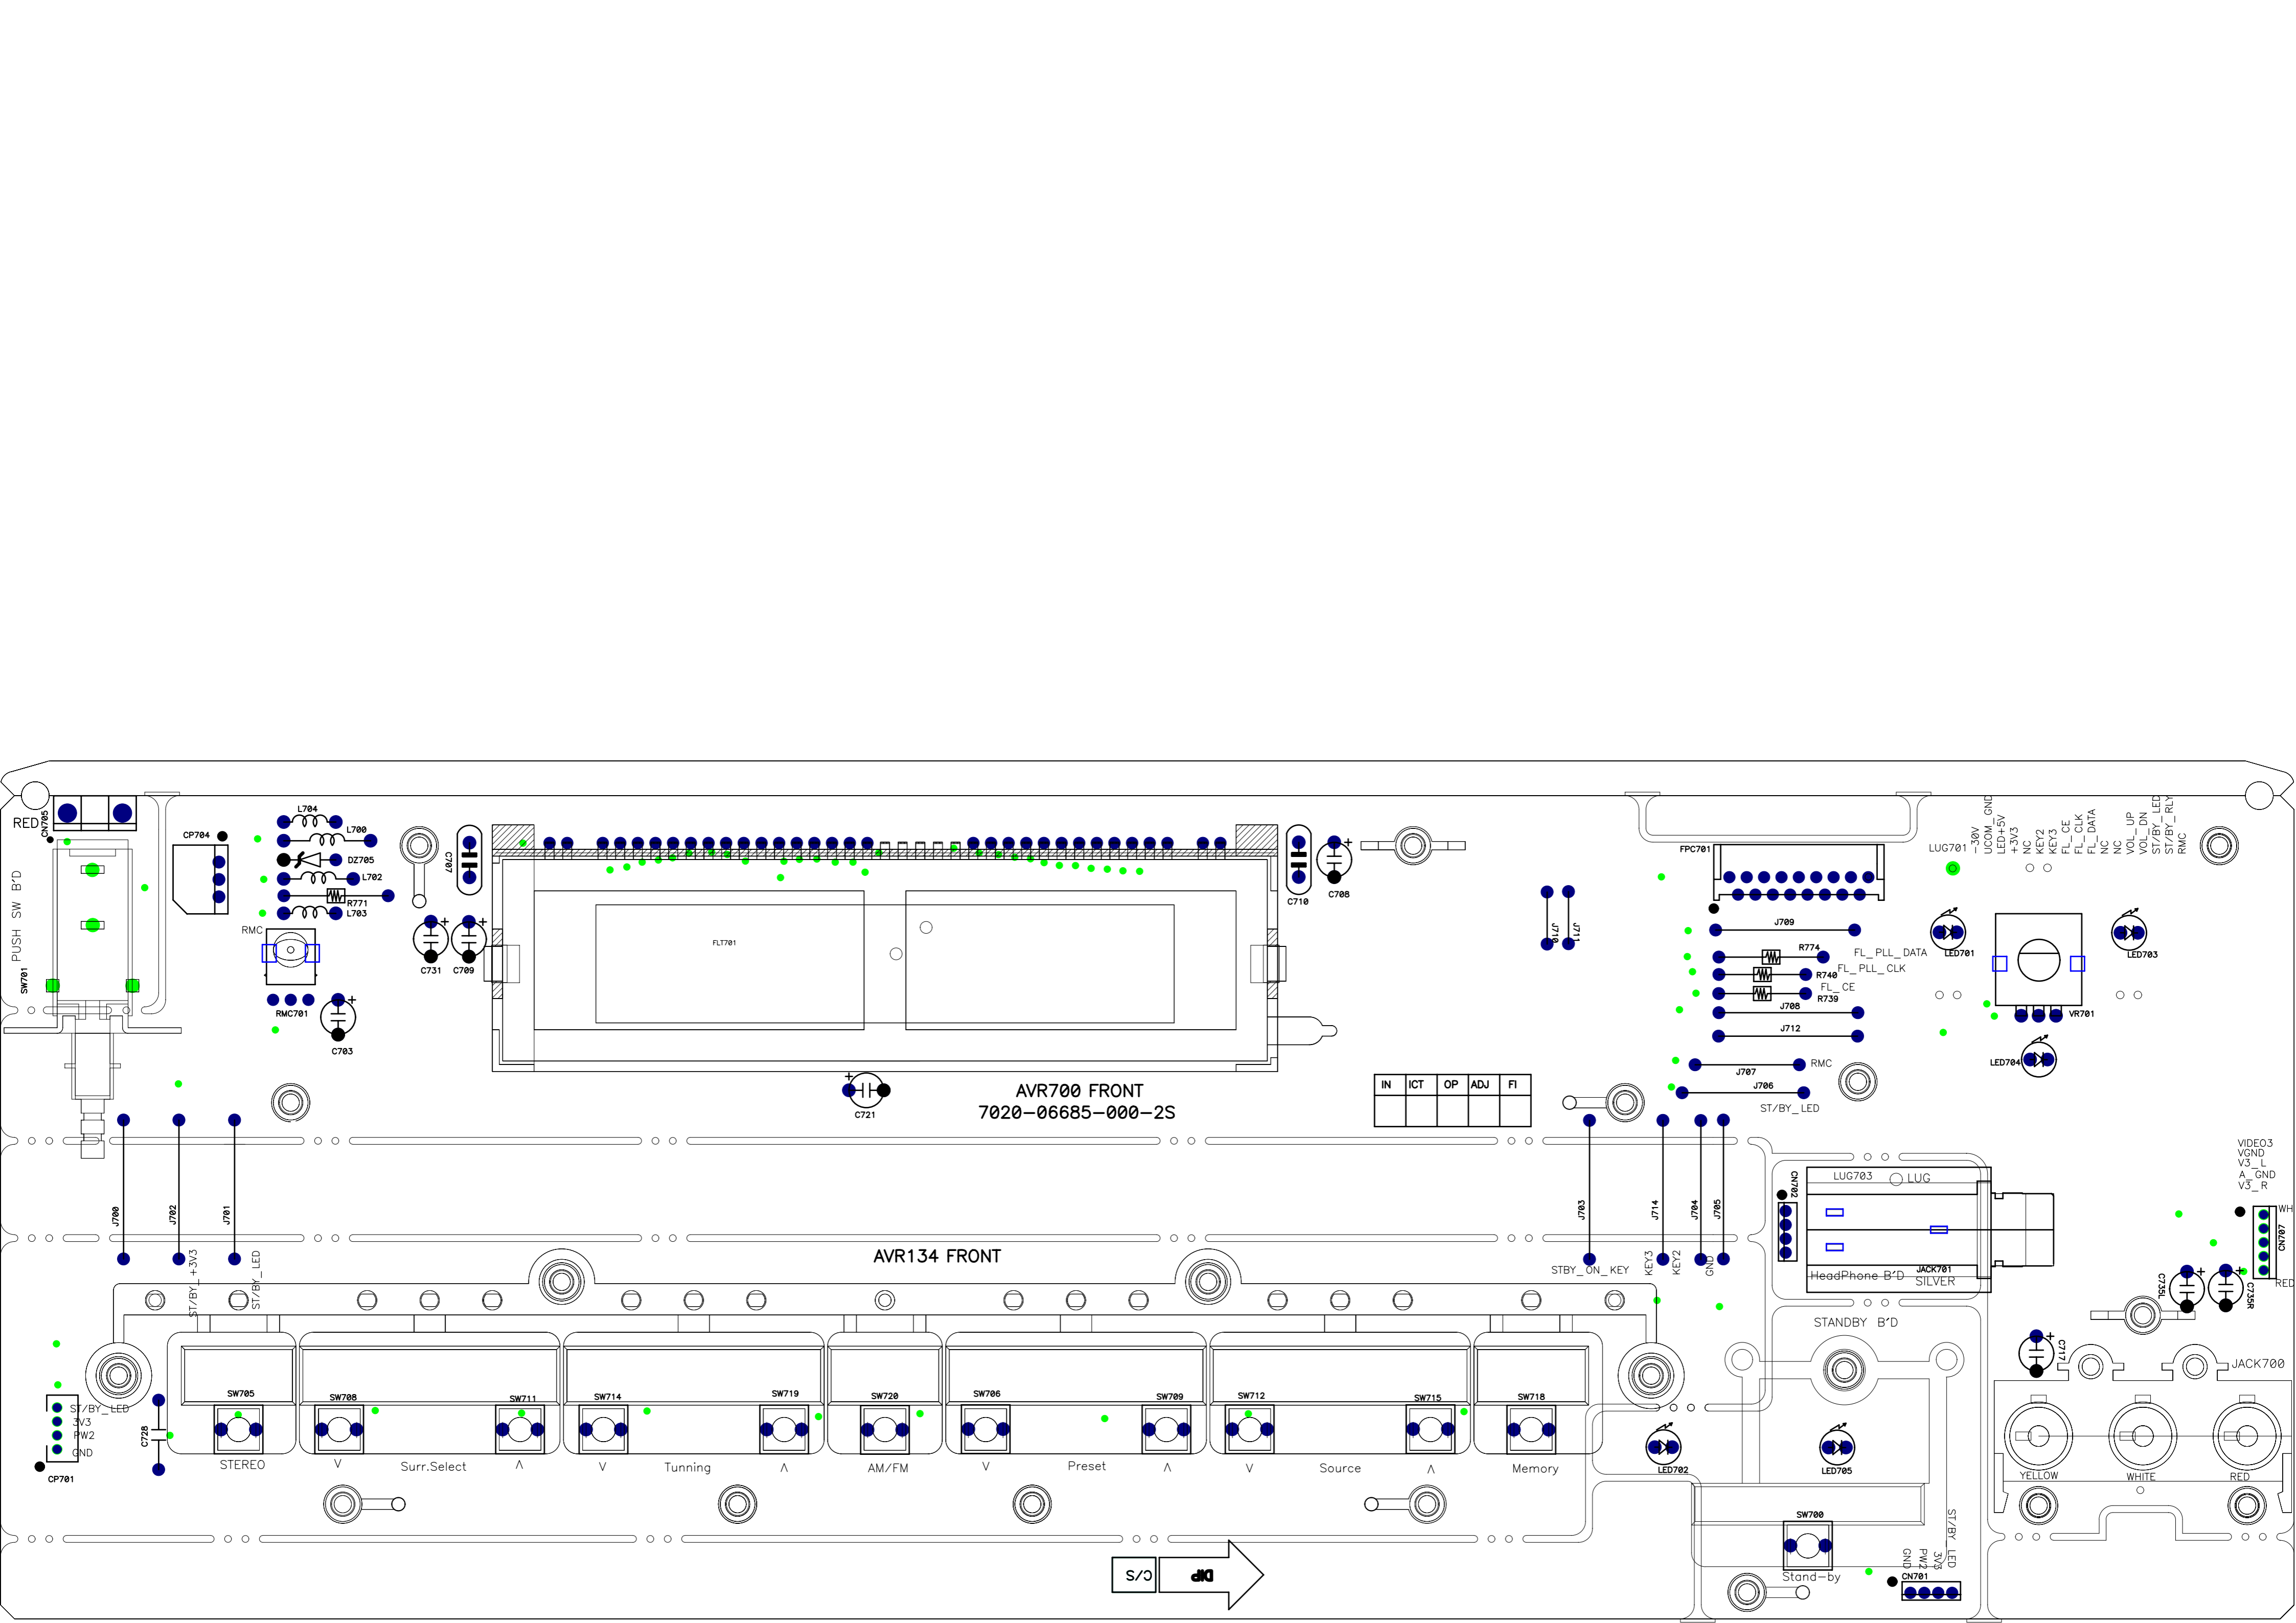 RED
CN705
PUSH SW B'D
SW701
CP704
L704
L700
DZ705
L702
R771
L703
RMC
RMC701
C703
C731
C709
C707
FLT701
C710
C708
C721
AVR700 FRONT
7020-06685-000-2S
IN ICT OP ADJ FI
J710
J711
FPC701
J709
R774
FL_PLL_DATA
R740
FL_PLL_CLK
R739
FL_CE
J708
J712
J707
RMC
J706
ST/BY_LED
LUG701
-30V
UCOM_GND
LED+5V
+3V3
NC
KEY2
KEY3
FL_CE
FL_CLK
FL_DATA
NC
NC
VOL_UP
VOL_DN
ST/BY_LED
ST/BY_RLY
RMC
LED701
LED703
VR701
LED704
J700
J702
J701
ST/BY_+3V3
ST/BY_LED
AVR134 FRONT
J703
J714
J704
J705
STBY_ON_KEY
KEY3
KEY2
GND
CN702
LUG703
LUG
HeadPhone B'D
JACK701
SILVER
STANDBY B'D
VIDEO3
VGND
V3_L
A_GND
V3_R
WH
CN707
RED
C735L
C735R
C717
JACK700
YELLOW
WHITE
RED
ST/BY_LED
3V3
PW2
GND
CP701
C728
SW705
SW708
SW711
SW714
SW719
SW720
SW706
SW709
SW712
SW715
SW718
STEREO
V Surr.Select Λ
V Tunning Λ
AM/FM
V Preset Λ
V Source Λ
Memory
LED702
LED705
SW700
Stand-by
GND
PW2
3V3
ST/BY_LED
CN701
C/S
DIP